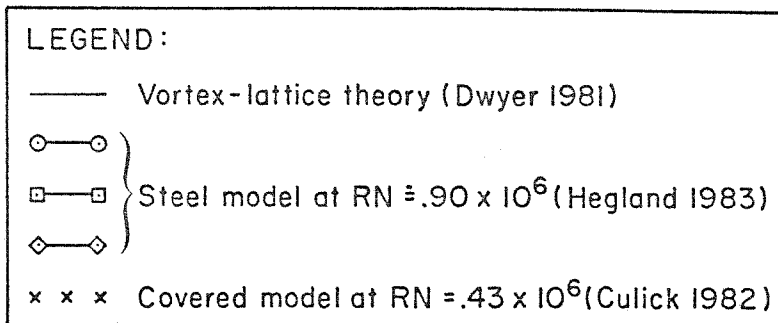 LEGEND:
Vortex-lattice theory (Dwyer 1981)
Steel model at RN ≐ .90 x 10⁶ (Hegland 1983)
x x x Covered model at RN = .43 x 10⁶ (Culick 1982)